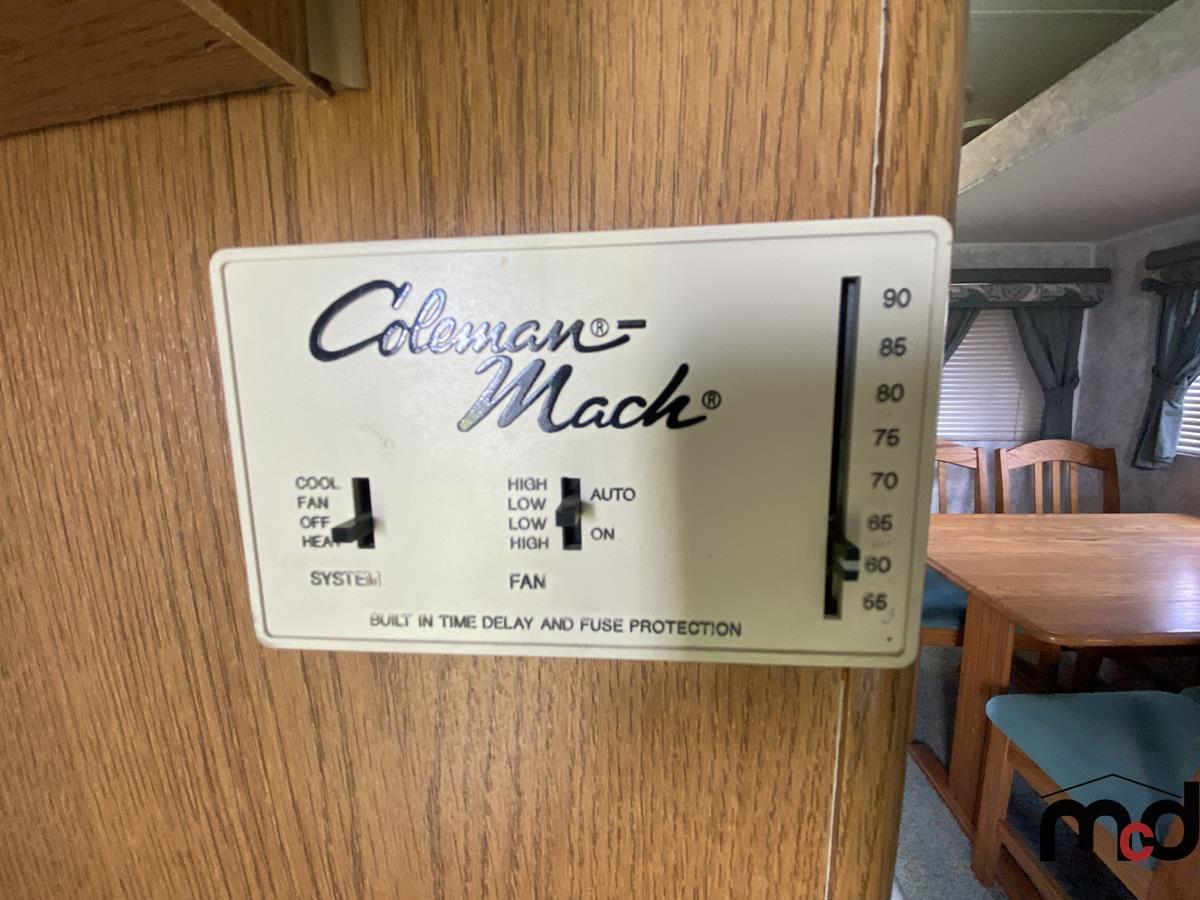 Coleman®-
Mach®
90
85
80
75
70
65
60
55
COOL
FAN
OFF
HEAT
SYSTEM
HIGH
LOW
LOW
HIGH
AUTO
ON
FAN
BUILT IN TIME DELAY AND FUSE PROTECTION
mcd